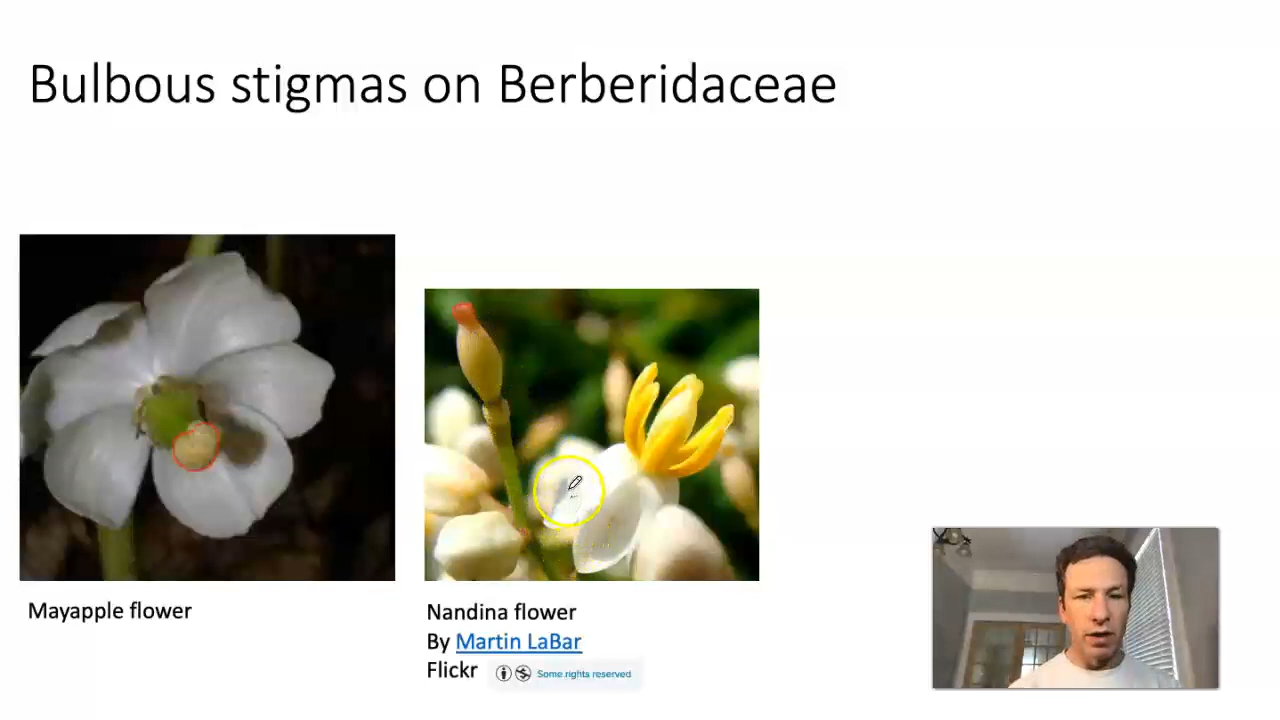 Bulbous stigmas on Berberidaceae
Mayapple flower
Nandina flower
By Martin LaBar
Flickr Some rights reserved